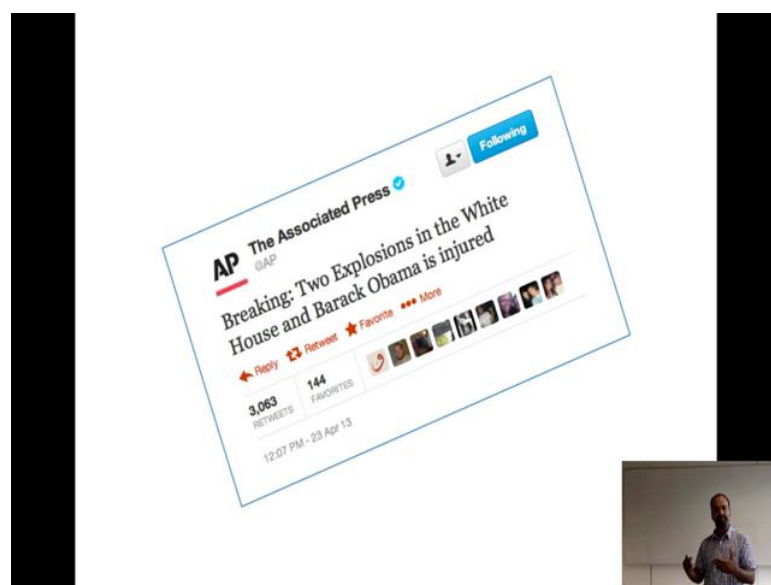 Following
AP The Associated Press
@AP
Breaking: Two Explosions in the White
House and Barack Obama is injured
Reply Retweet Favorite More
3,063 144
RETWEETS FAVORITES
12:07 PM - 23 Apr 13